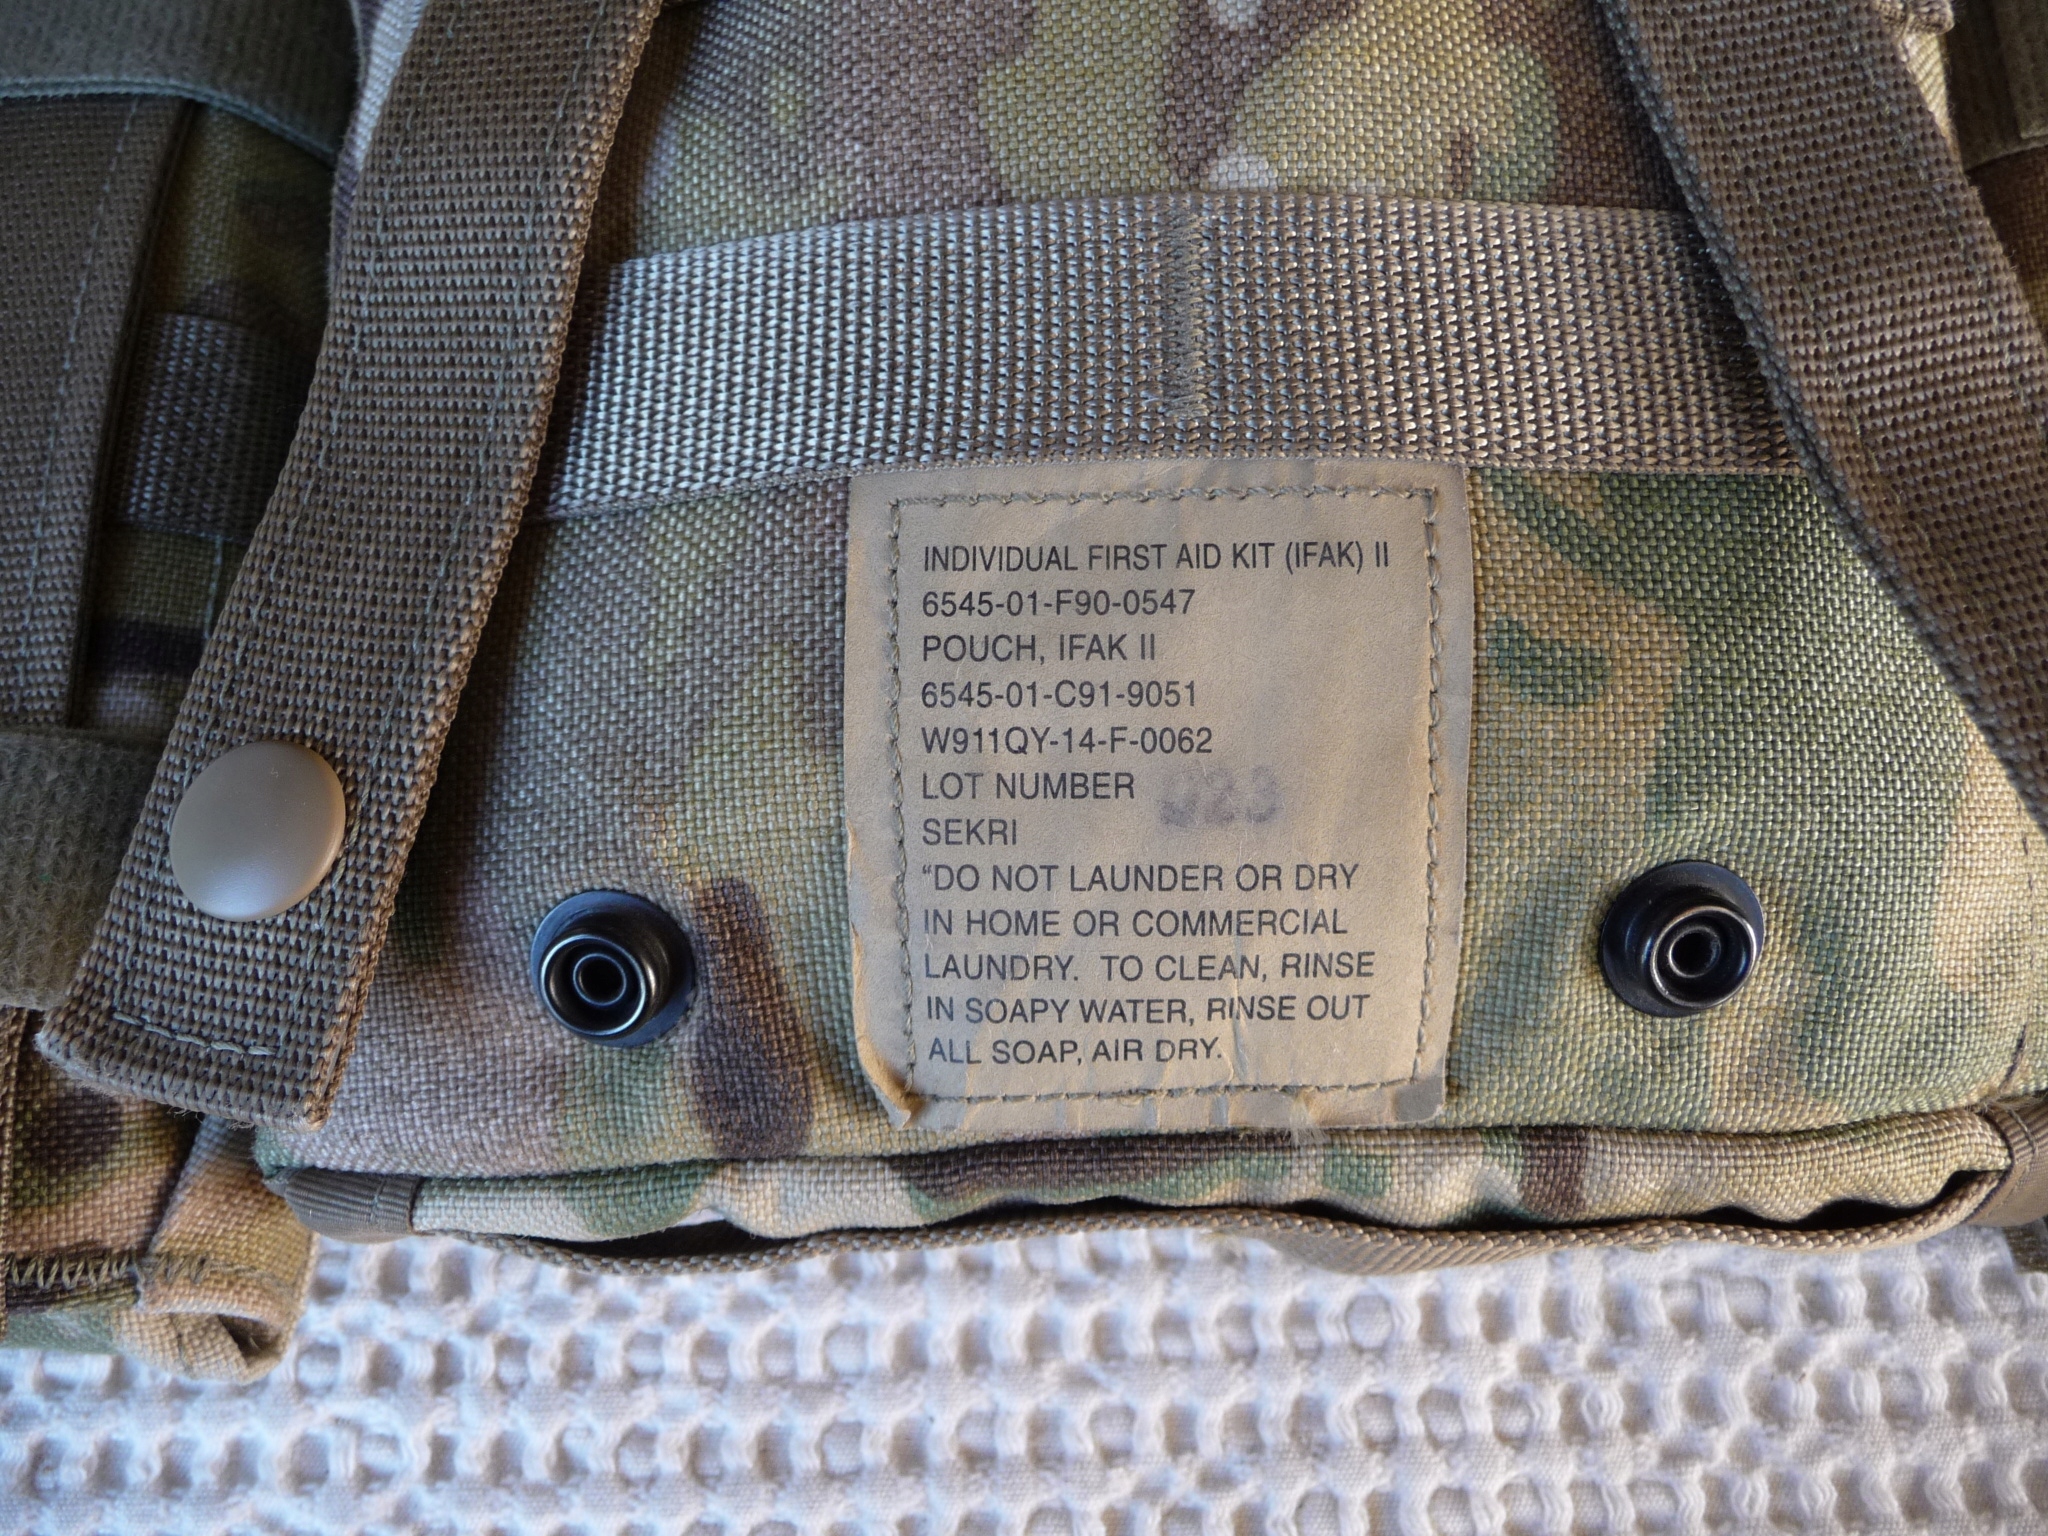 INDIVIDUAL FIRST AID KIT (IFAK) II
6545-01-F90-0547
POUCH, IFAK II
6545-01-C91-9051
W911QY-14-F-0062
LOT NUMBER
SEKRI
“DO NOT LAUNDER OR DRY
IN HOME OR COMMERCIAL
LAUNDRY.  TO CLEAN, RINSE
IN SOAPY WATER, RINSE OUT
ALL SOAP, AIR DRY.